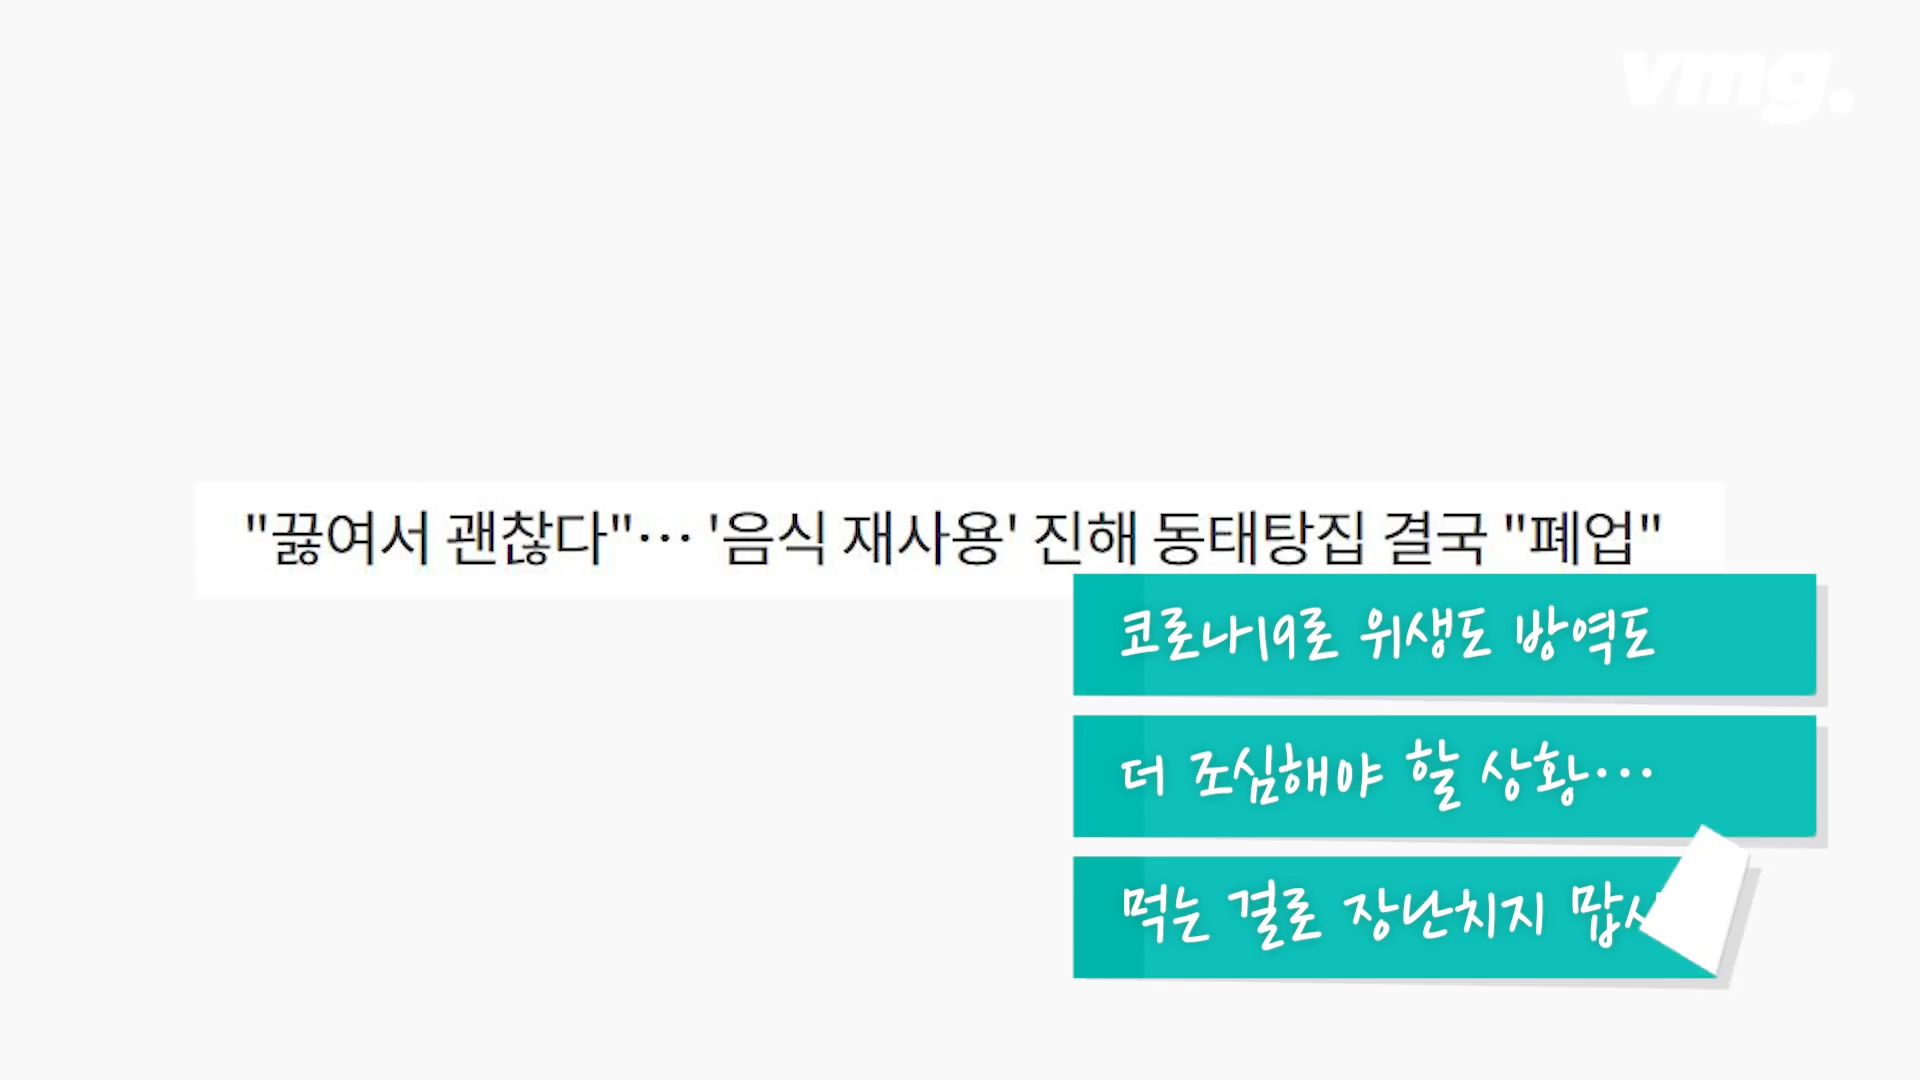 vmg.
"끓여서 괜찮다"… '음식 재사용' 진해 동태탕집 결국 "폐업"
코로나19로 위생도 방역도
더 조심해야 할 상황…
먹는 걸로 장난치지